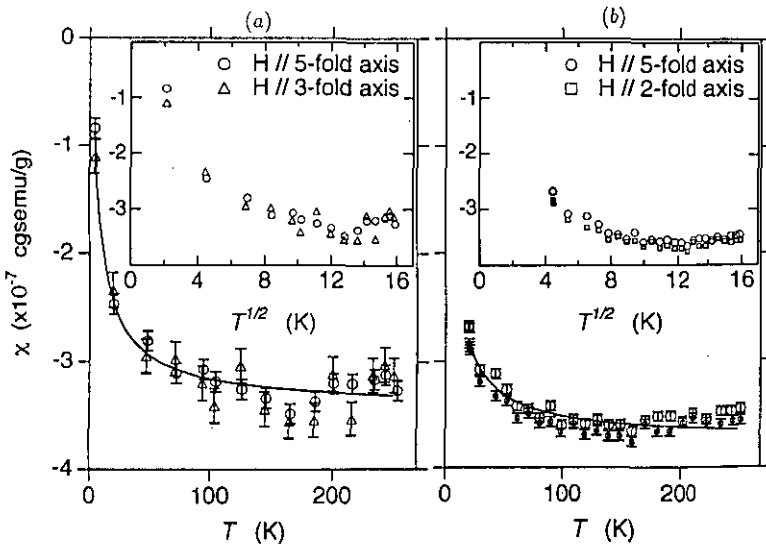 (a) (b)
0
H // 5-fold axis H // 5-fold axis
H // 3-fold axis H // 2-fold axis
-1 -1
-1
-2 -2
-3 -3
0 4 8 12 16 0 4 8 12 16
T^1/2 (K) T^1/2 (K)
-2
χ (x10^-7 cgsemu/g)
-3
-4
0 100 200 0 100 200
T (K) T (K)